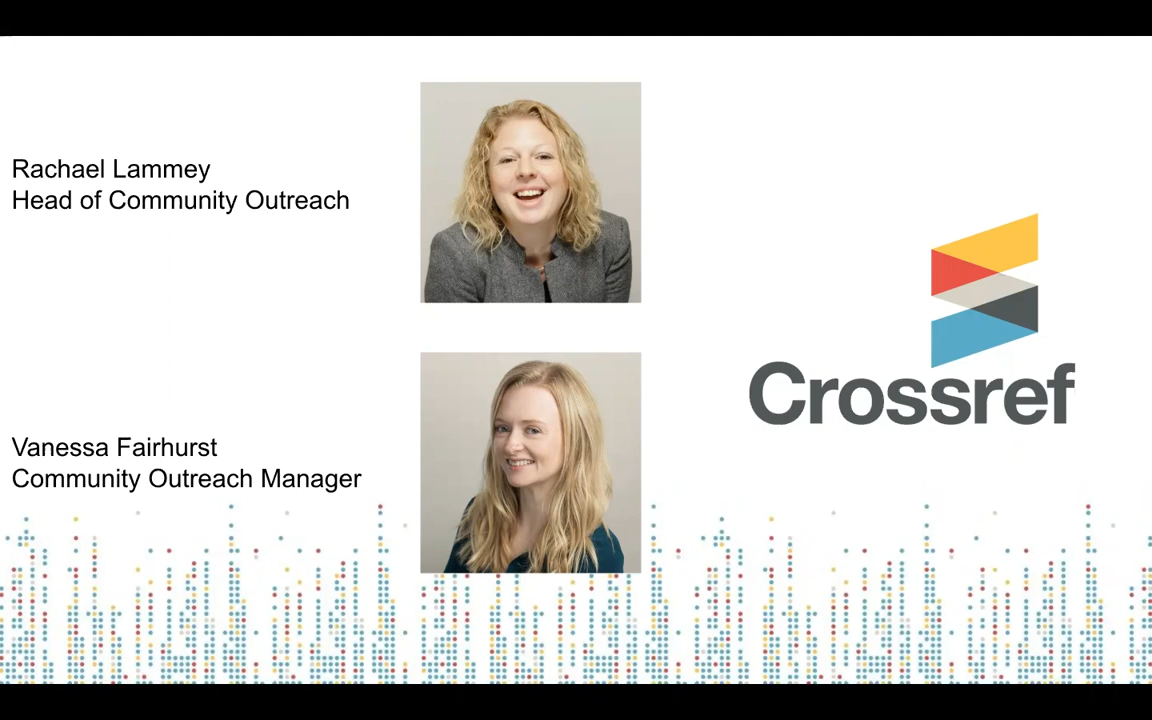 Rachael Lammey
Head of Community Outreach
Vanessa Fairhurst
Community Outreach Manager
Crossref